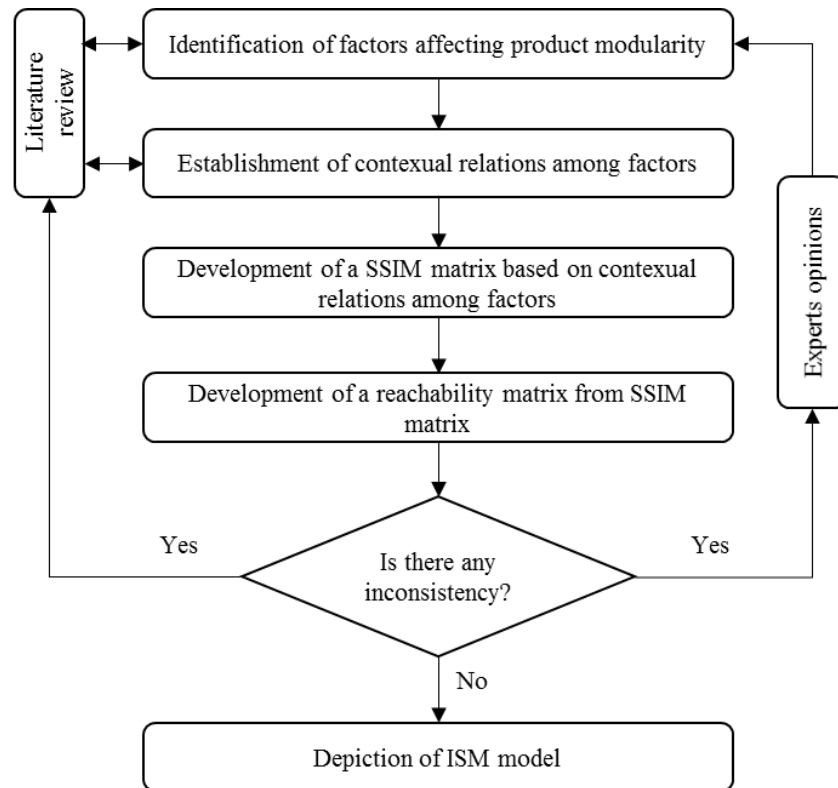 Identification of factors affecting product modularity
Literature
review
Establishment of contexual relations among factors
Experts opinions
Development of a SSIM matrix based on contexual
relations among factors
Development of a reachability matrix from SSIM
matrix
Yes
Is there any
inconsistency?
Yes
No
Depiction of ISM model